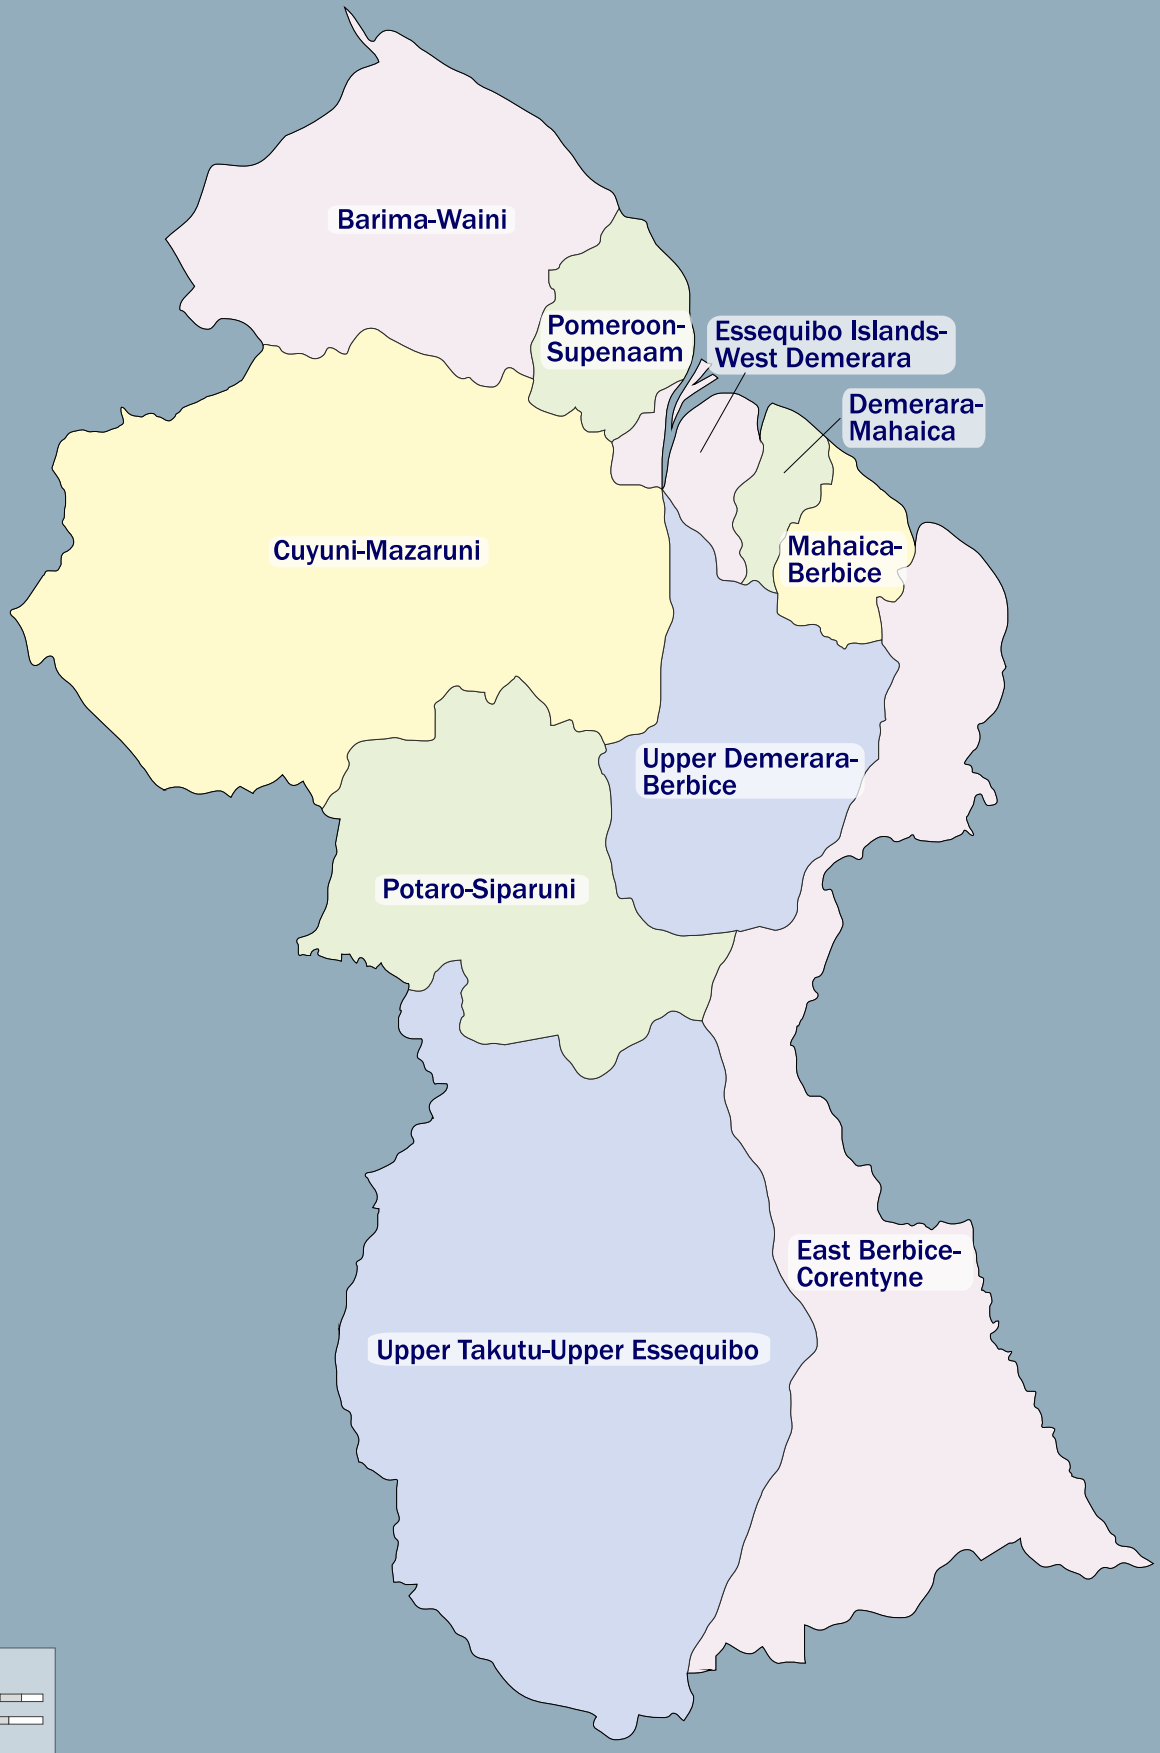 Barima-Waini
Pomeroon-
Supenaam
Essequibo Islands-
West Demerara
Demerara-
Mahaica
Cuyuni-Mazaruni
Mahaica-
Berbice
Upper Demerara-
Berbice
Potaro-Siparuni
East Berbice-
Corentyne
Upper Takutu-Upper Essequibo